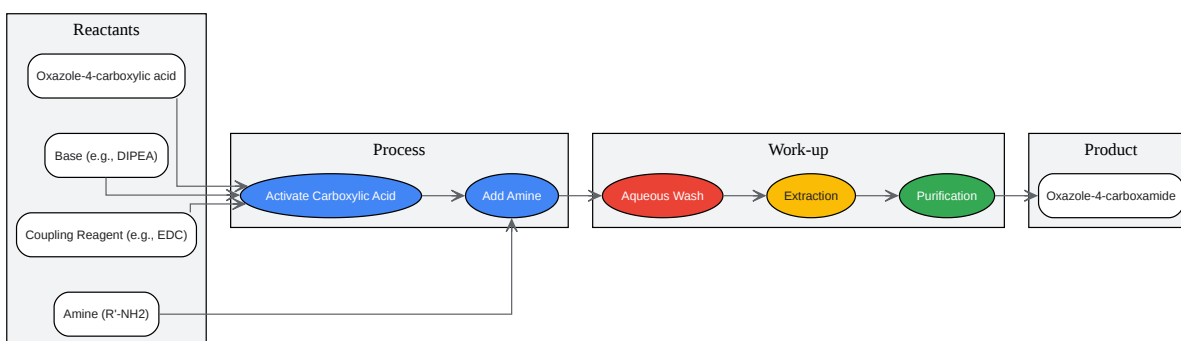 Reactants
Oxazole-4-carboxylic acid
Base (e.g., DIPEA)
Coupling Reagent (e.g., EDC)
Amine (R'-NH2)
Process
Activate Carboxylic Acid
Add Amine
Work-up
Aqueous Wash
Extraction
Purification
Product
Oxazole-4-carboxamide